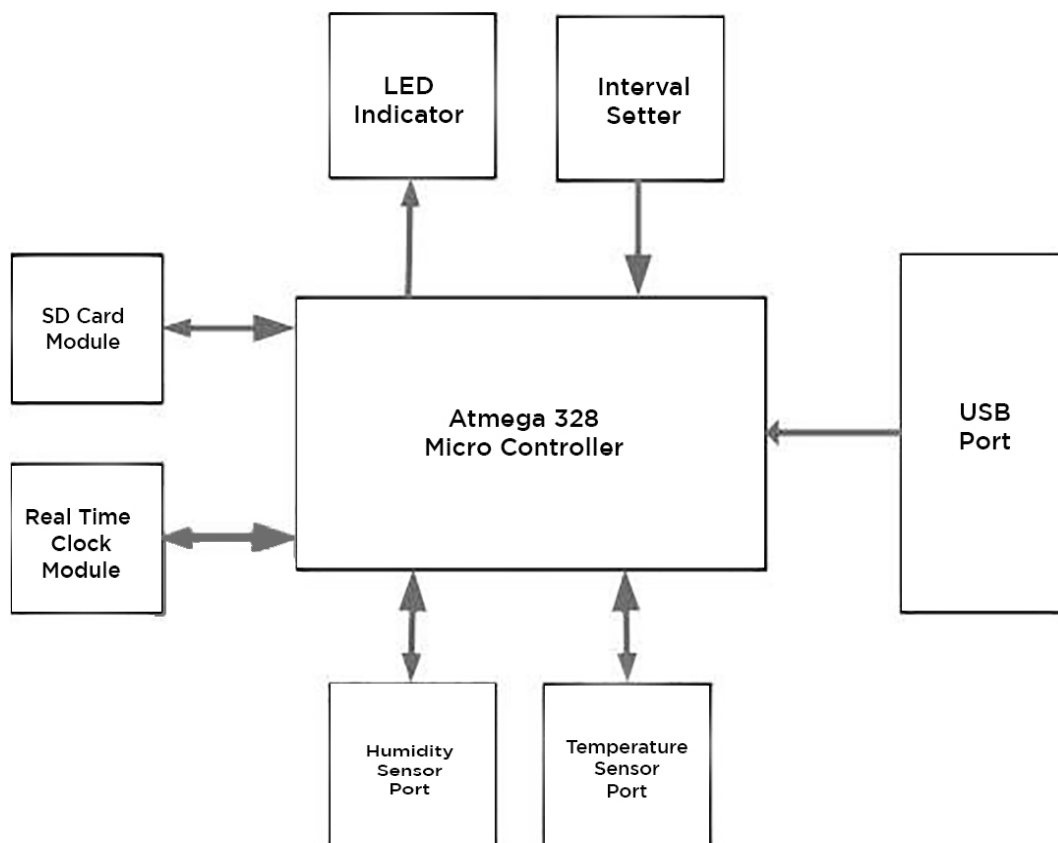 LED
Indicator
Interval
Setter
SD Card
Module
Atmega 328
Micro Controller
USB
Port
Real Time
Clock
Module
Humidity
Sensor
Port
Temperature
Sensor
Port